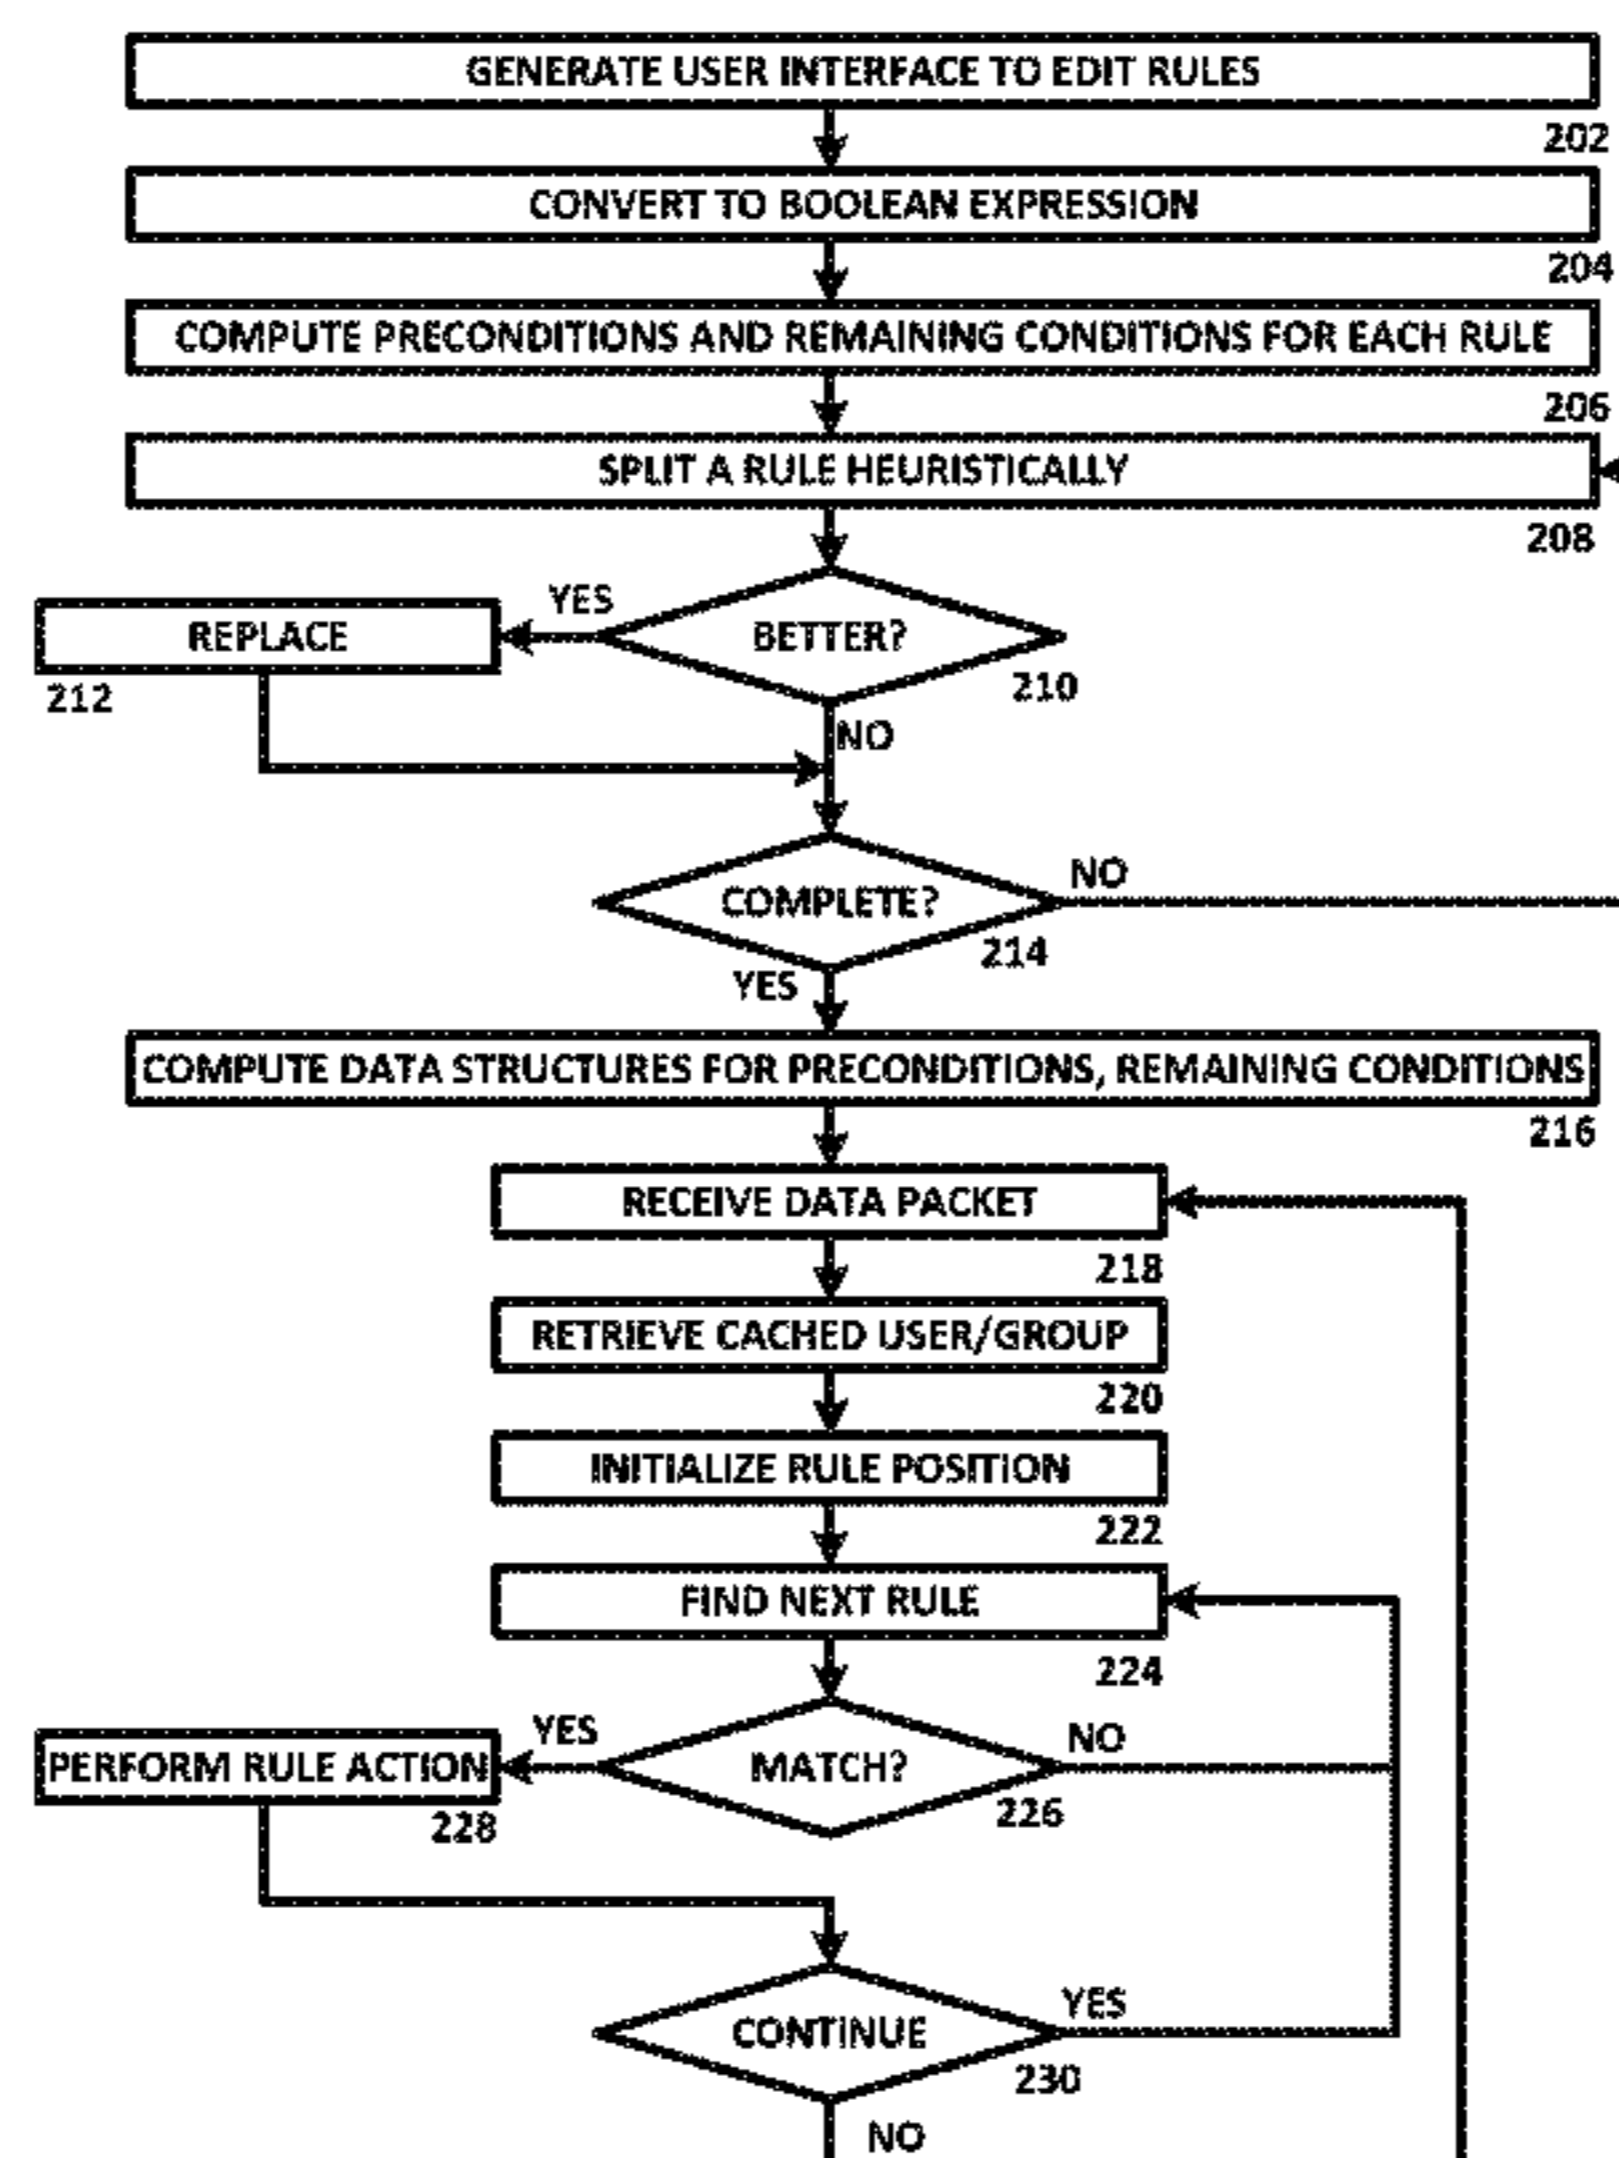 GENERATE USER INTERFACE TO EDIT RULES
202
CONVERT TO BOOLEAN EXPRESSION
204
COMPUTE PRECONDITIONS AND REMAINING CONDITIONS FOR EACH RULE
206
SPLIT A RULE HEURISTICALLY
208
YES
REPLACE
BETTER?
212
210
NO
COMPLETE?
NO
214
YES
COMPUTE DATA STRUCTURES FOR PRECONDITIONS, REMAINING CONDITIONS
216
RECEIVE DATA PACKET
218
RETRIEVE CACHED USER/GROUP
220
INITIALIZE RULE POSITION
222
FIND NEXT RULE
224
YES
NO
PERFORM RULE ACTION
MATCH?
228
226
CONTINUE
YES
230
NO